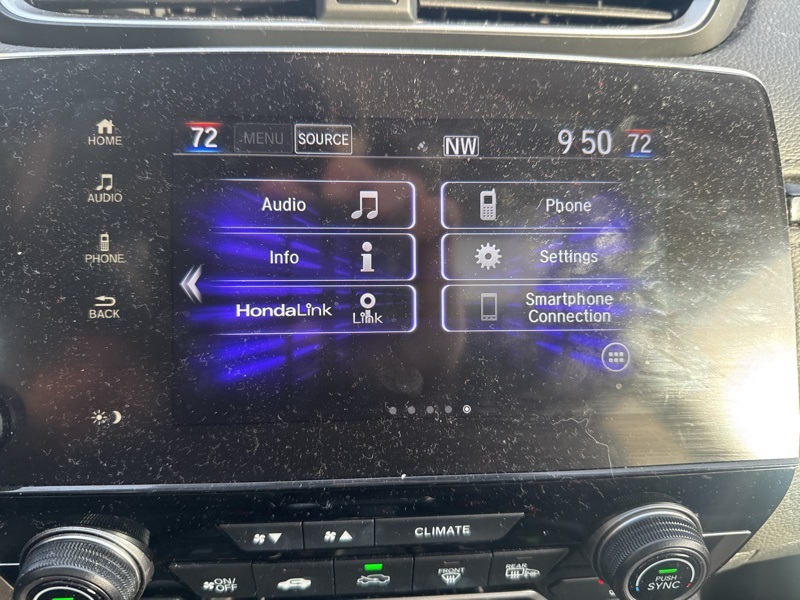 72 MENU SOURCE NW 9 50 72
HOME
AUDIO
PHONE
BACK
Audio
Phone
Info
Settings
HondaLink
Link
Smartphone
Connection
CLIMATE
ON/
OFF
FRONT
REAR
PUSH
SYNC